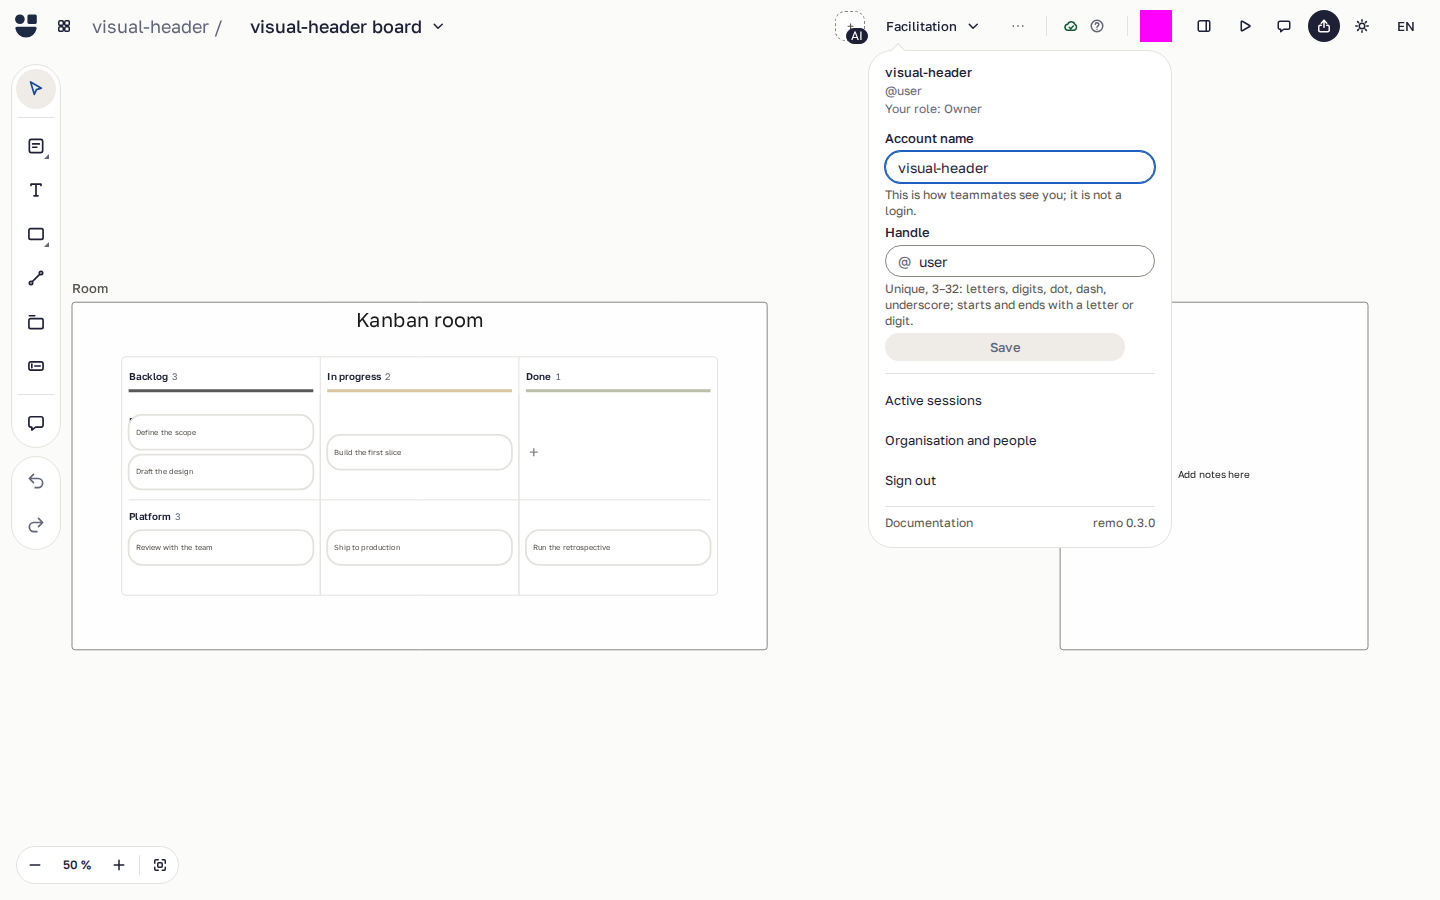 visual-header /
visual-header board
AI
Facilitation
EN
visual-header
@user
Your role: Owner
Account name
visual-header
This is how teammates see you; it is not a
login.
Handle
@ user
Unique, 3–32: letters, digits, dot, dash,
underscore; starts and ends with a letter or
digit.
Save
Active sessions
Organisation and people
Sign out
Documentation
remo 0.3.0
Room
Kanban room
Backlog 3
In progress 2
Done 1
Define the scope
Draft the design
Build the first slice
+
Platform 3
Review with the team
Ship to production
Run the retrospective
Add notes here
50 %